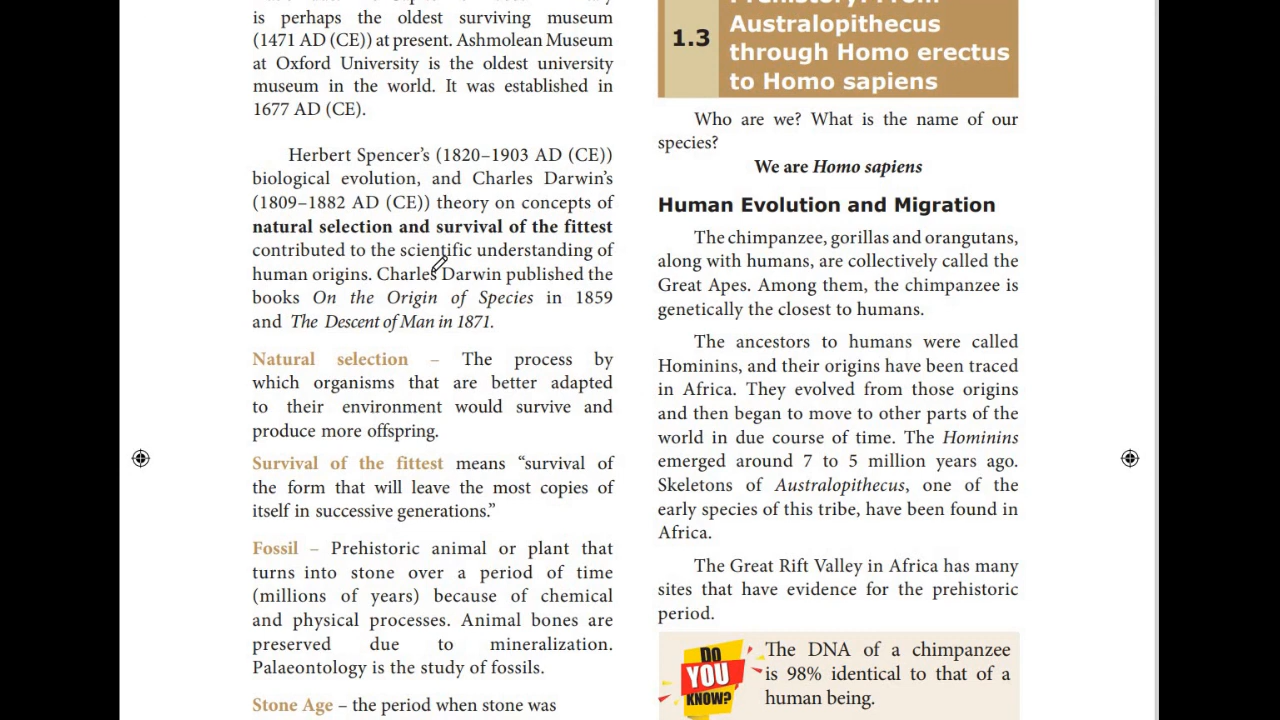 is perhaps the oldest surviving museum
(1471 AD (CE)) at present. Ashmolean Museum
at Oxford University is the oldest university
museum in the world. It was established in
1677 AD (CE).
Herbert Spencer’s (1820–1903 AD (CE))
biological evolution, and Charles Darwin’s
(1809–1882 AD (CE)) theory on concepts of
natural selection and survival of the fittest
contributed to the scientific understanding of
human origins. Charles Darwin published the
books On the Origin of Species in 1859
and The Descent of Man in 1871.
Natural selection – The process by
which organisms that are better adapted
to their environment would survive and
produce more offspring.
Survival of the fittest means “survival of
the form that will leave the most copies of
itself in successive generations.”
Fossil – Prehistoric animal or plant that
turns into stone over a period of time
(millions of years) because of chemical
and physical processes. Animal bones are
preserved due to mineralization.
Palaeontology is the study of fossils.
Stone Age – the period when stone was
1.3
Prehistory: From
Australopithecus
through Homo erectus
to Homo sapiens
Who are we? What is the name of our
species?
We are Homo sapiens
Human Evolution and Migration
The chimpanzee, gorillas and orangutans,
along with humans, are collectively called the
Great Apes. Among them, the chimpanzee is
genetically the closest to humans.
The ancestors to humans were called
Hominins, and their origins have been traced
in Africa. They evolved from those origins
and then began to move to other parts of the
world in due course of time. The Hominins
emerged around 7 to 5 million years ago.
Skeletons of Australopithecus, one of the
early species of this tribe, have been found in
Africa.
The Great Rift Valley in Africa has many
sites that have evidence for the prehistoric
period.
DO
YOU
KNOW?
The DNA of a chimpanzee
is 98% identical to that of a
human being.